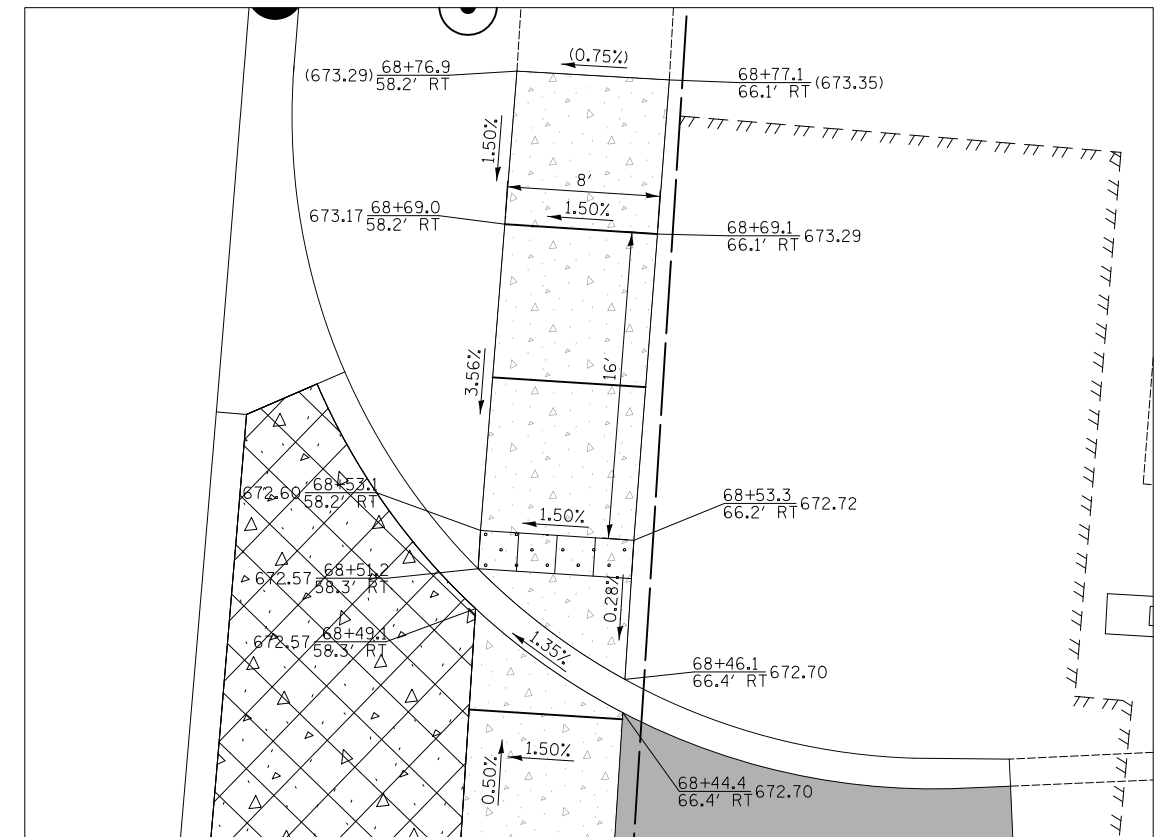 (0.75%)
(673.29) 68+76.9
58.2' RT
68+77.1 (673.35)
66.1' RT
1.50%
8'
1.50%
673.17 68+69.0
58.2' RT
68+69.1 673.29
66.1' RT
16'
3.56%
672.60 68+53.1
58.2' RT
68+53.3 672.72
66.2' RT
1.50%
672.57 68+51.2
58.3' RT
0.28%
672.57 68+49.1
58.3' RT
1.35%
68+46.1 672.70
66.4' RT
1.50%
0.50%
68+44.4 672.70
66.4' RT